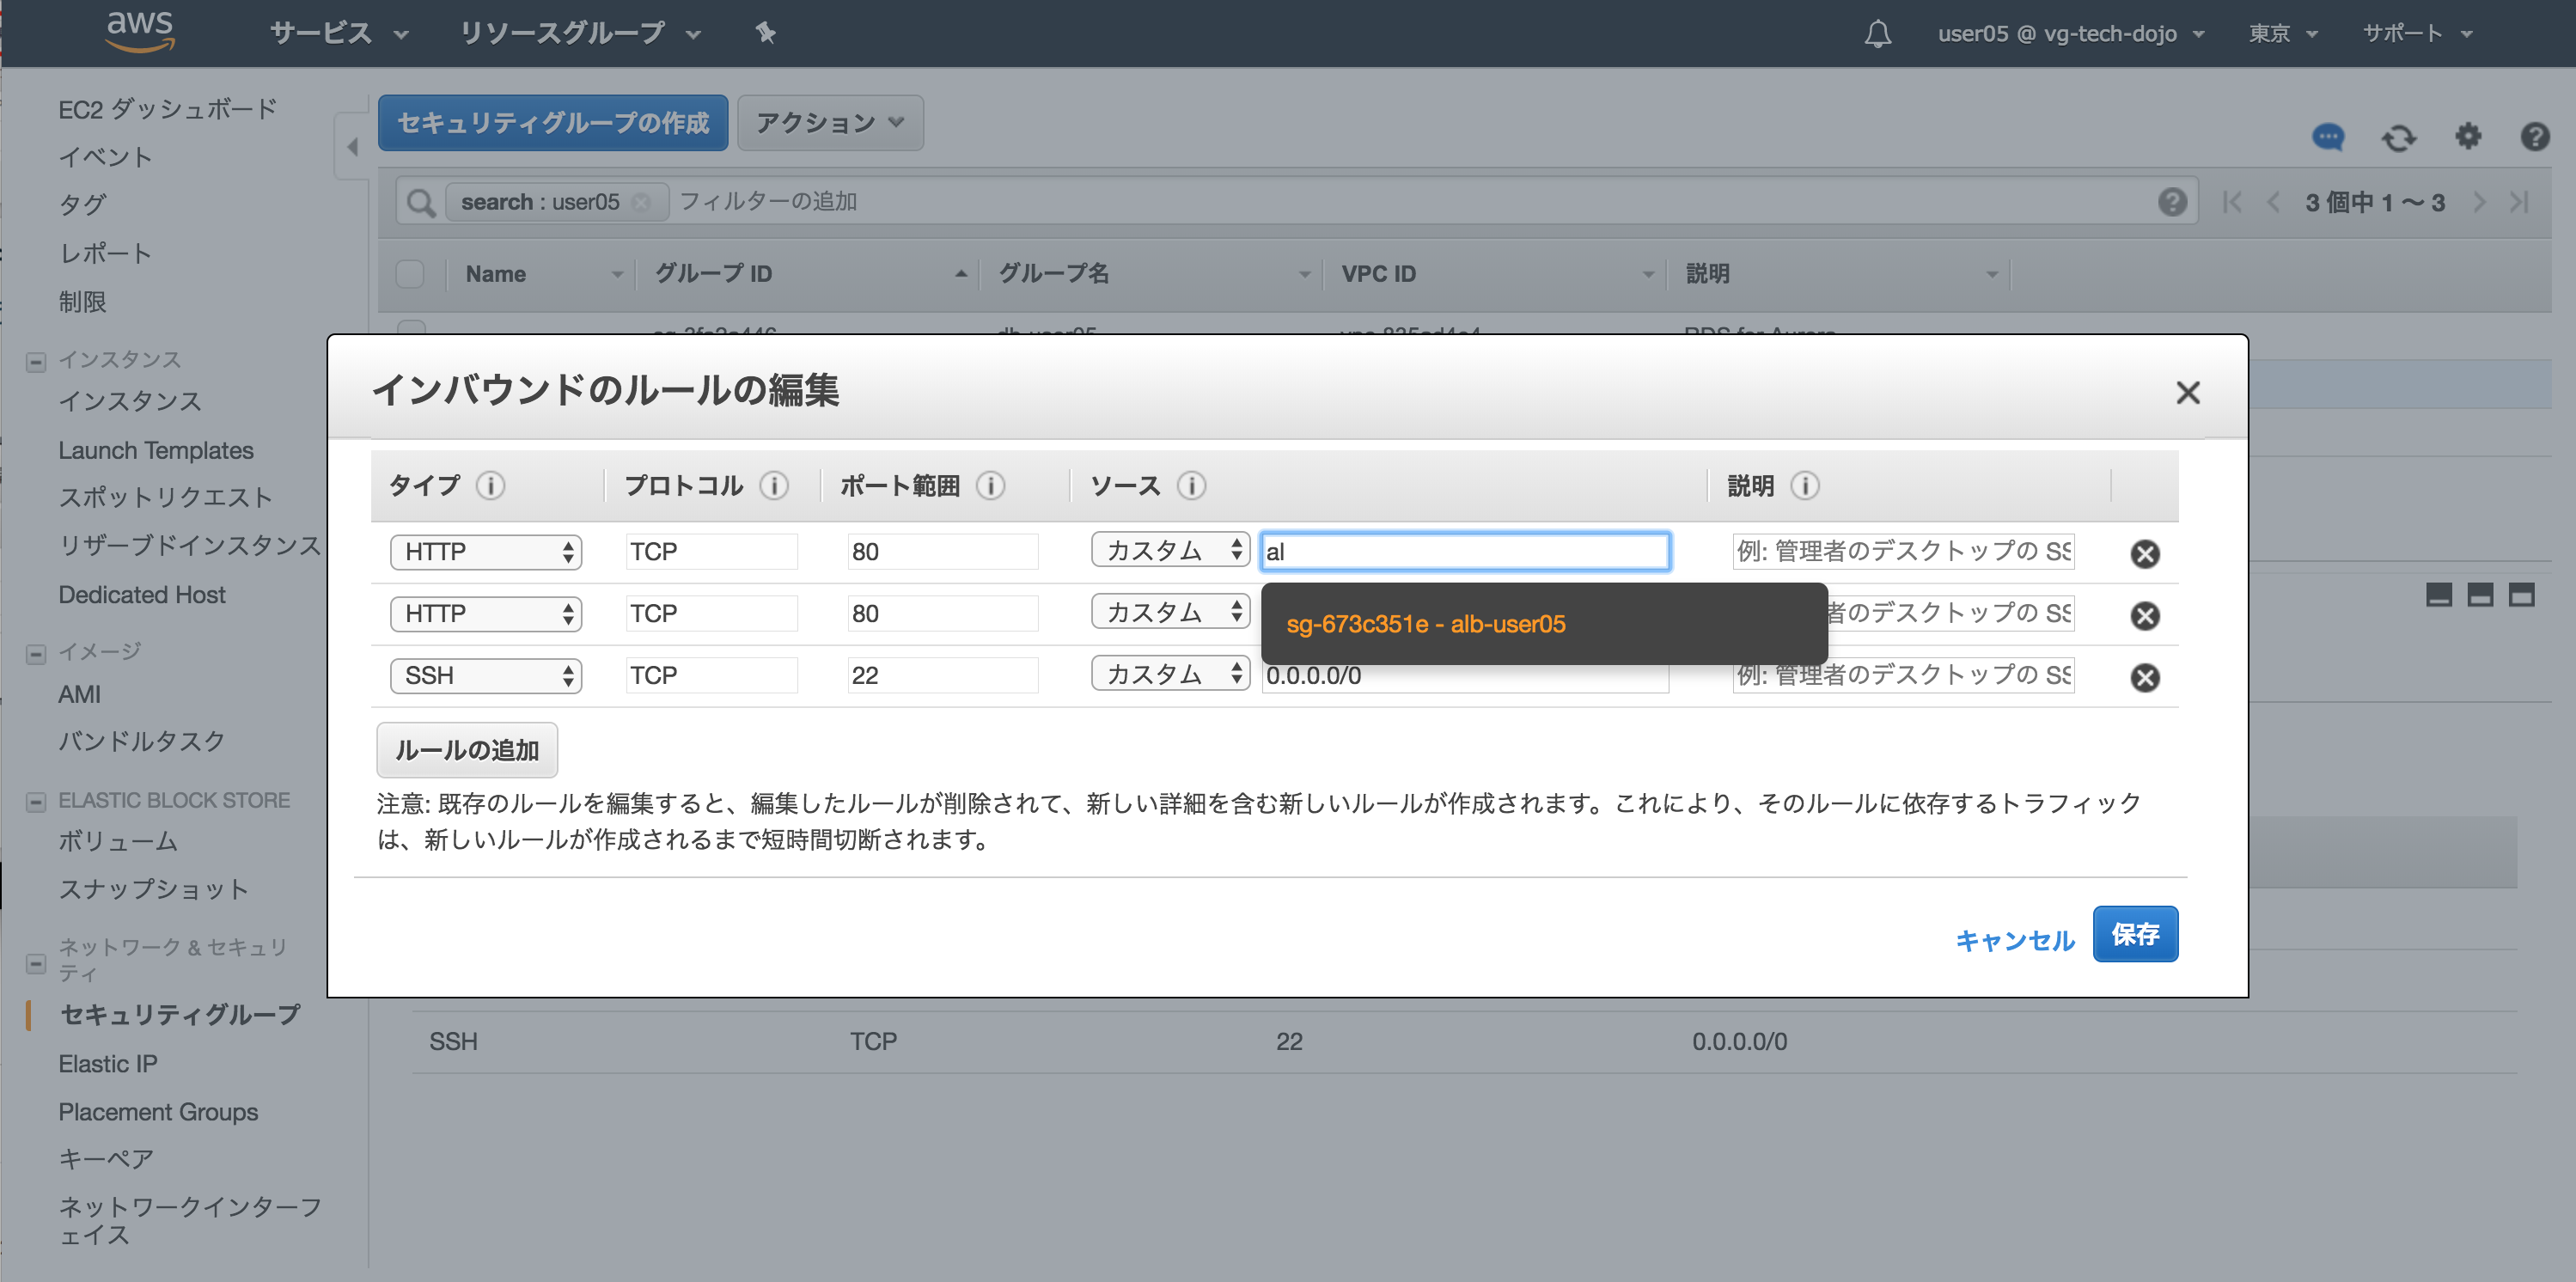 aws
サービス
リソースグループ
user05 @ vg-tech-dojo
東京
サポート
EC2 ダッシュボード
イベント
タグ
レポート
制限
インスタンス
インスタンス
Launch Templates
スポットリクエスト
リザーブドインスタンス
Dedicated Host
イメージ
AMI
バンドルタスク
ELASTIC BLOCK STORE
ボリューム
スナップショット
ネットワーク & セキュリ
ティ
セキュリティグループ
Elastic IP
Placement Groups
キーペア
ネットワークインターフ
ェイス
セキュリティグループの作成
アクション
search : user05
フィルターの追加
3 個中 1 ～ 3
Name
グループ ID
グループ名
VPC ID
説明
インバウンドのルールの編集
タイプ
プロトコル
ポート範囲
ソース
説明
HTTP TCP 80 カスタム al 例: 管理者のデスクトップの SS
HTTP TCP 80 カスタム 者のデスクトップの SS
sg-673c351e - alb-user05
SSH TCP 22 カスタム 0.0.0.0/0 例: 管理者のデスクトップの SS
ルールの追加
注意: 既存のルールを編集すると、編集したルールが削除されて、新しい詳細を含む新しいルールが作成されます。これにより、そのルールに依存するトラフィック
は、新しいルールが作成されるまで短時間切断されます。
キャンセル
保存
SSH TCP 22 0.0.0.0/0